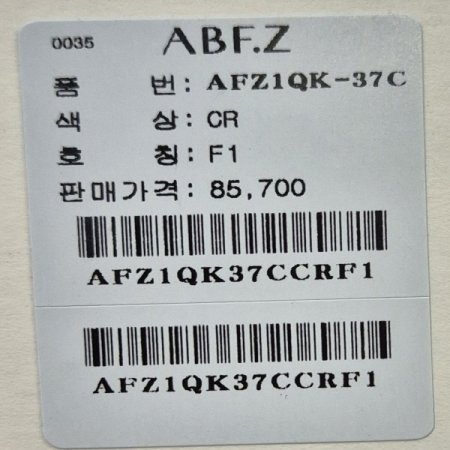 0035 ABF.Z
품 번: AFZ1QK-37C
색 상: CR
호 칭: F1
판매가격: 85,700
AFZ1QK37CCRF1
AFZ1QK37CCRF1